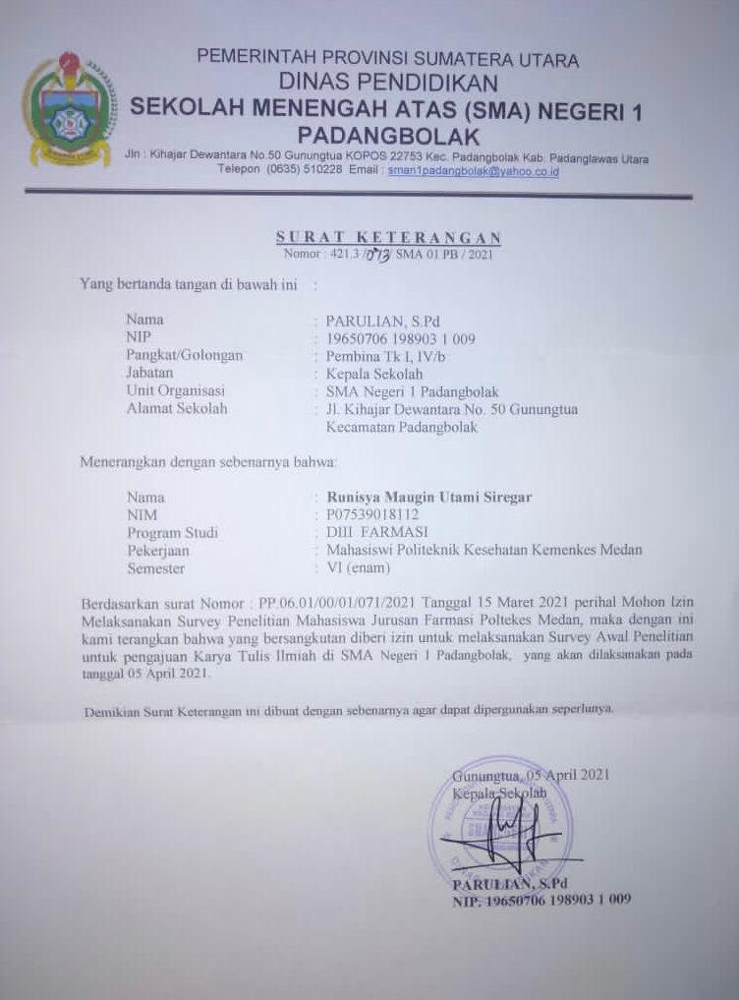 PEMERINTAH PROVINSI SUMATERA UTARA
DINAS PENDIDIKAN
SEKOLAH MENENGAH ATAS (SMA) NEGERI 1
PADANGBOLAK
Jln : Kihajar Dewantara No.50 Gunungtua KOPOS 22753 Kec. Padangbolak Kab. Padanglawas Utara
Telepon (0635) 510228 Email : sman1padangbolak@yahoo.co.id
SURAT KETERANGAN
Nomor : 421.3 /073/ SMA 01 PB / 2021
Yang bertanda tangan di bawah ini :
Nama : PARULIAN, S.Pd
NIP : 19650706 198903 1 009
Pangkat/Golongan : Pembina Tk I, IV/b
Jabatan : Kepala Sekolah
Unit Organisasi : SMA Negeri 1 Padangbolak
Alamat Sekolah : Jl. Kihajar Dewantara No. 50 Gunungtua
Kecamatan Padangbolak
Menerangkan dengan sebenarnya bahwa:
Nama : Runisya Maugin Utami Siregar
NIM : P07539018112
Program Studi : DIII FARMASI
Pekerjaan : Mahasiswi Politeknik Kesehatan Kemenkes Medan
Semester : VI (enam)
Berdasarkan surat Nomor : PP.06.01/00/01/071/2021 Tanggal 15 Maret 2021 perihal Mohon Izin
Melaksanakan Survey Penelitian Mahasiswa Jurusan Farmasi Poltekes Medan, maka dengan ini
kami terangkan bahwa yang bersangkutan diberi izin untuk melaksanakan Survey Awal Penelitian
untuk pengajuan Karya Tulis Ilmiah di SMA Negeri 1 Padangbolak, yang akan dilaksanakan pada
tanggal 05 April 2021.
Demikian Surat Keterangan ini dibuat dengan sebenarnya agar dapat dipergunakan seperlunya.
Gunungtua, 05 April 2021
Kepala Sekolah
PARULIAN, S.Pd
NIP. 19650706 198903 1 009